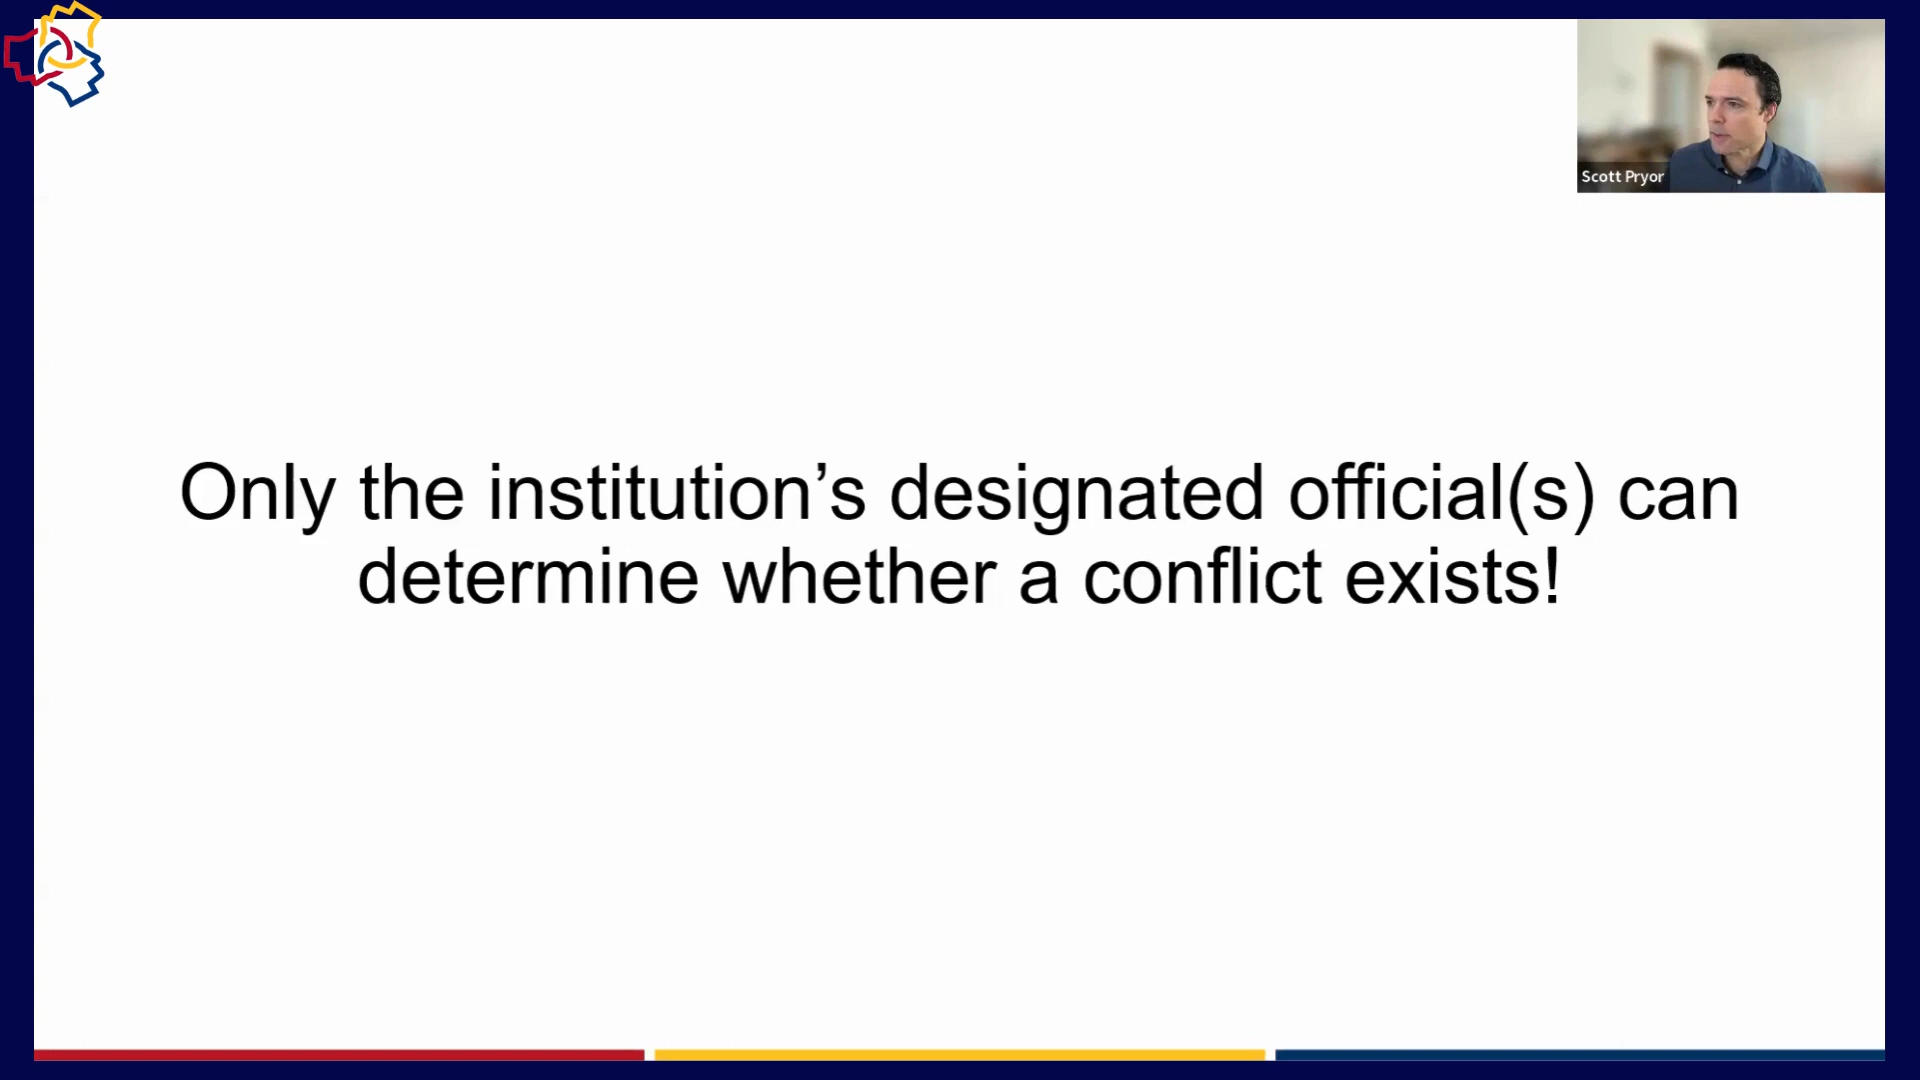 Scott Pryor
Only the institution’s designated official(s) can
determine whether a conflict exists!